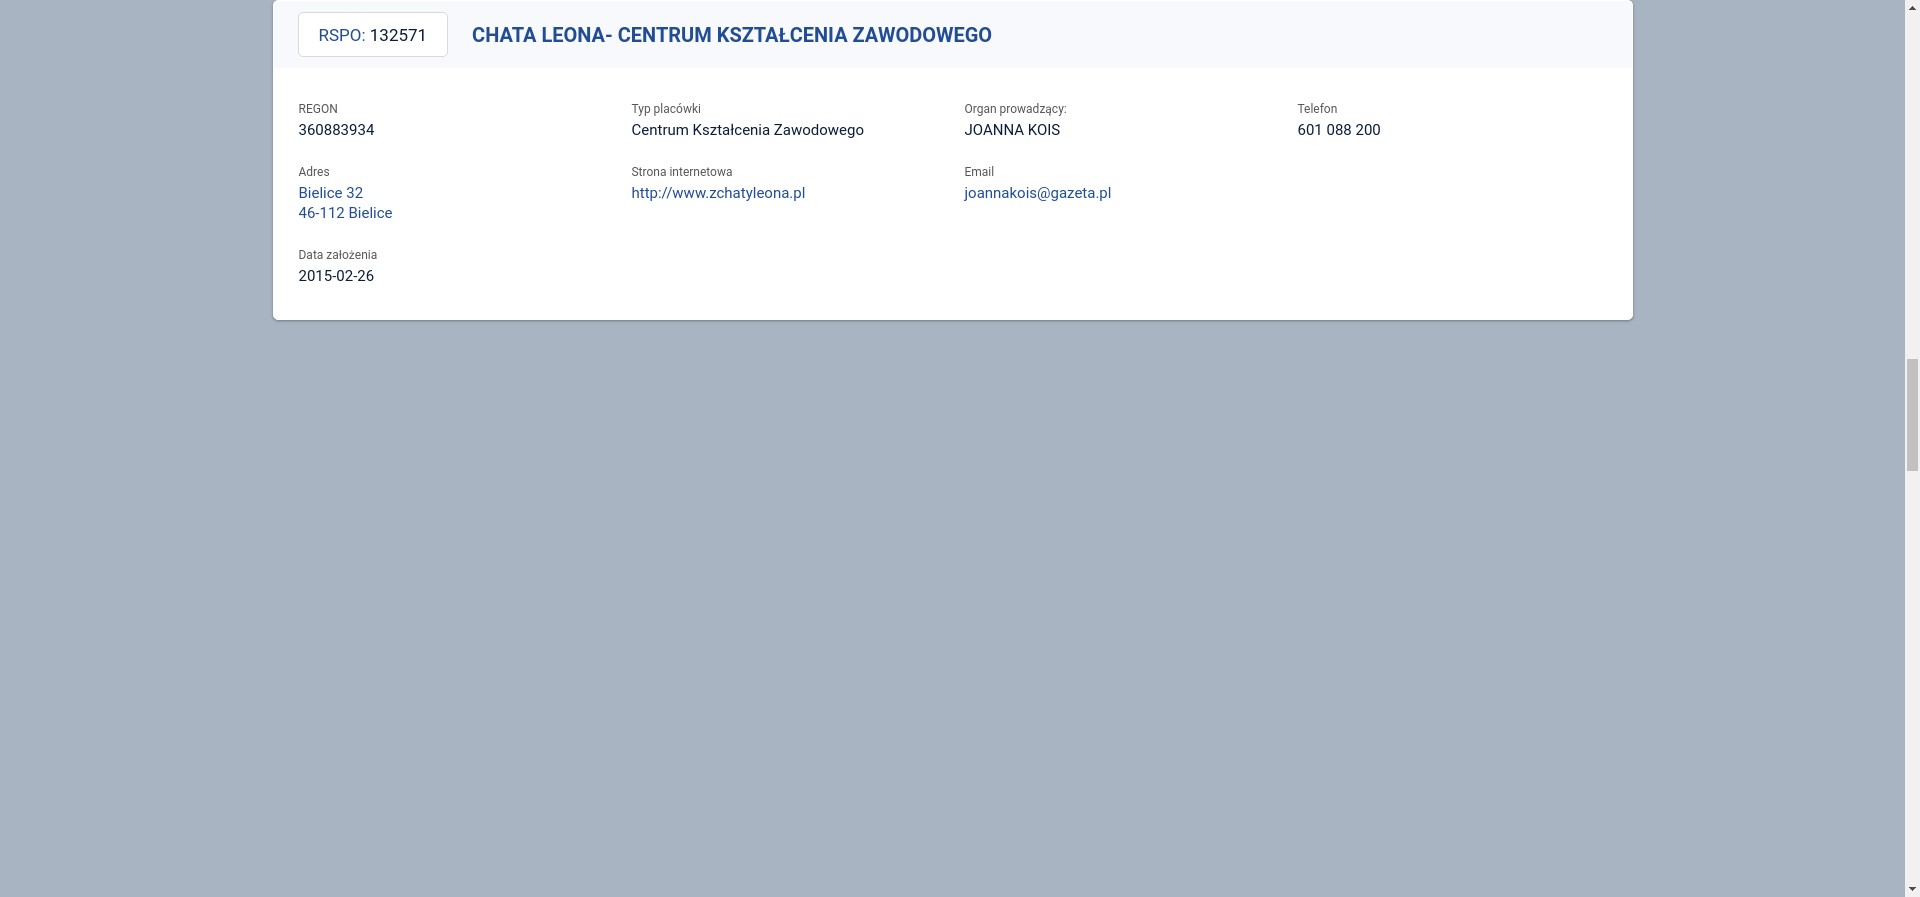 RSPO: 132571
CHATA LEONA- CENTRUM KSZTAŁCENIA ZAWODOWEGO
REGON
360883934
Typ placówki
Centrum Kształcenia Zawodowego
Organ prowadzący:
JOANNA KOIS
Telefon
601 088 200
Adres
Bielice 32
46-112 Bielice
Strona internetowa
http://www.zchatyleona.pl
Email
joannakois@gazeta.pl
Data założenia
2015-02-26